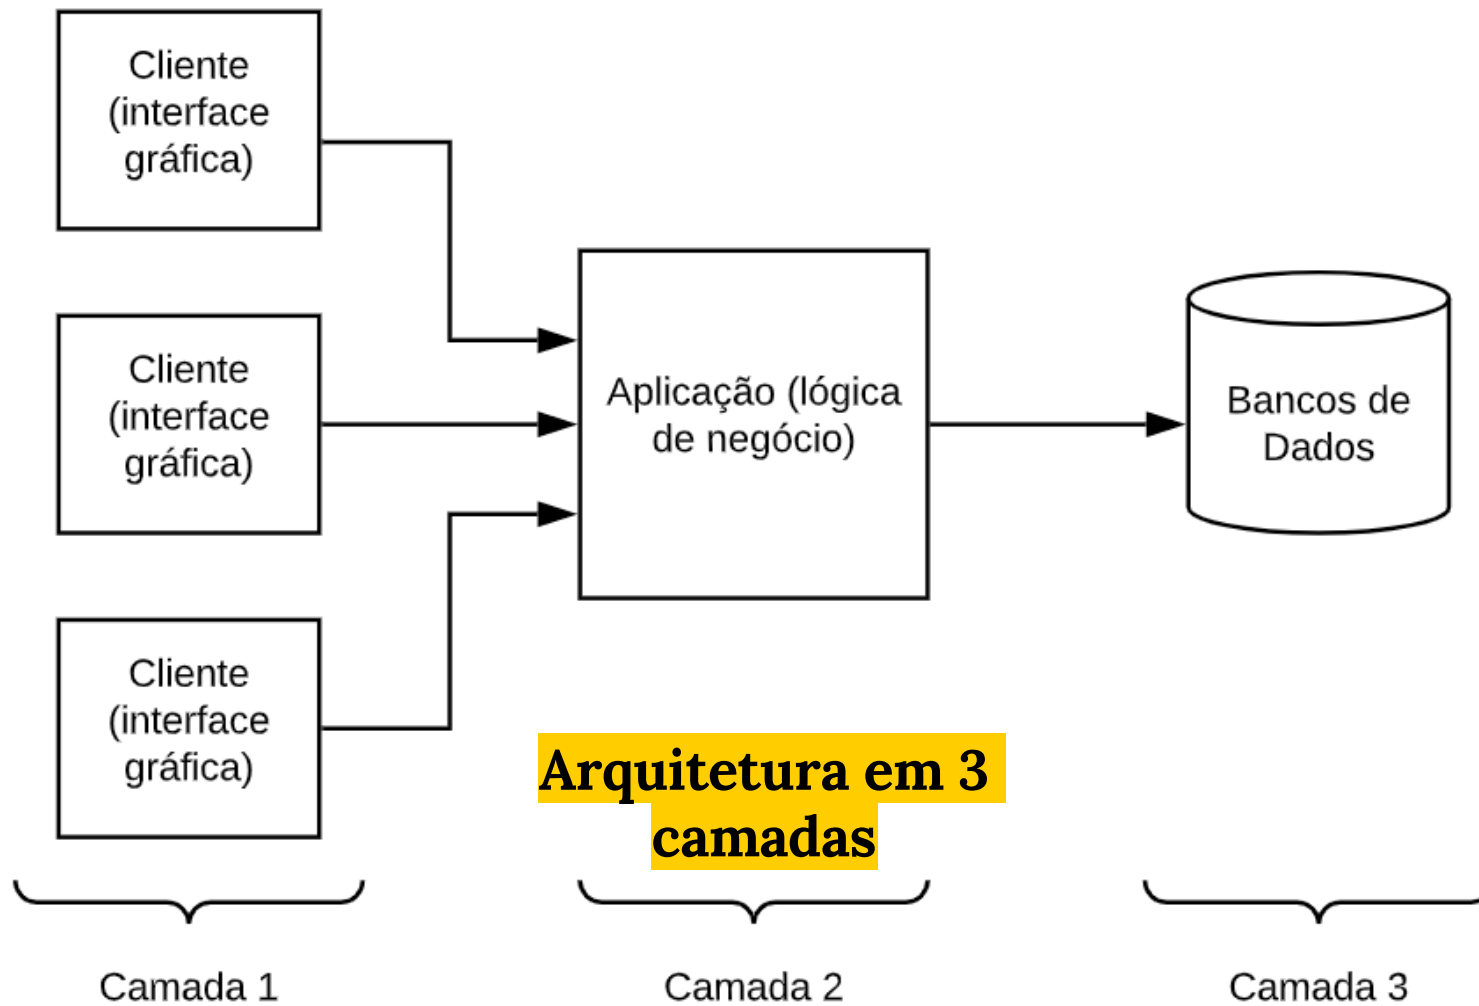 Cliente
(interface
gráfica)
Cliente
(interface
gráfica)
Cliente
(interface
gráfica)
Aplicação (lógica
de negócio)
Bancos de
Dados
Arquitetura em 3
camadas
Camada 1
Camada 2
Camada 3